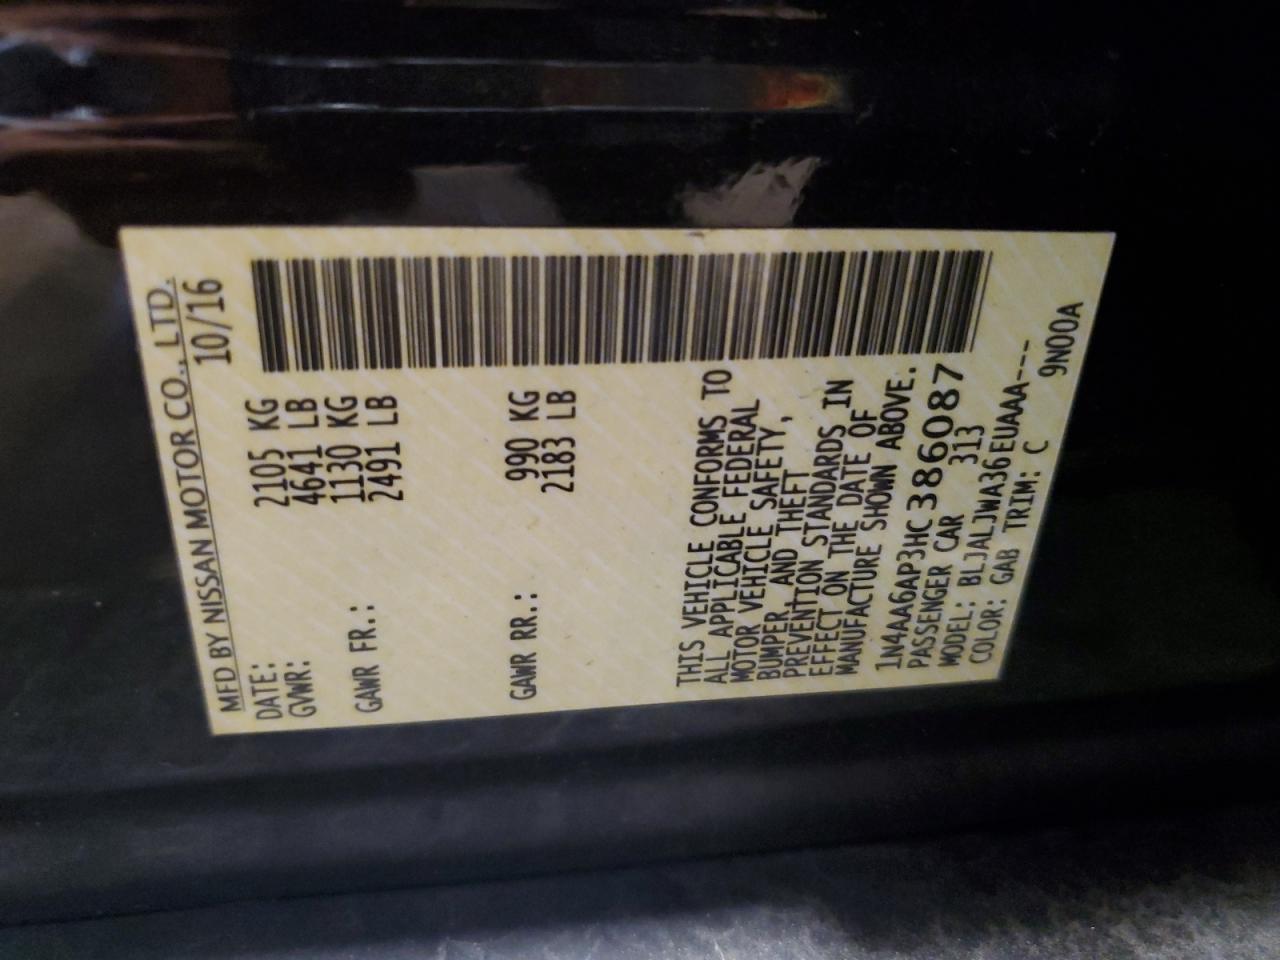 MFD BY NISSAN MOTOR CO., LTD.
DATE: 10/16
GVWR: 2105 KG
4641 LB
GAWR FR.: 1130 KG
2491 LB
GAWR RR.: 990 KG
2183 LB
THIS VEHICLE CONFORMS TO
ALL APPLICABLE FEDERAL
MOTOR VEHICLE SAFETY,
BUMPER, AND THEFT
PREVENTION STANDARDS IN
EFFECT ON THE DATE OF
MANUFACTURE SHOWN ABOVE.
1N4AA6AP3HC386087
PASSENGER CAR 313
MODEL: BLJALJWA36EUAAA---
COLOR: GAB TRIM: C 9N00A